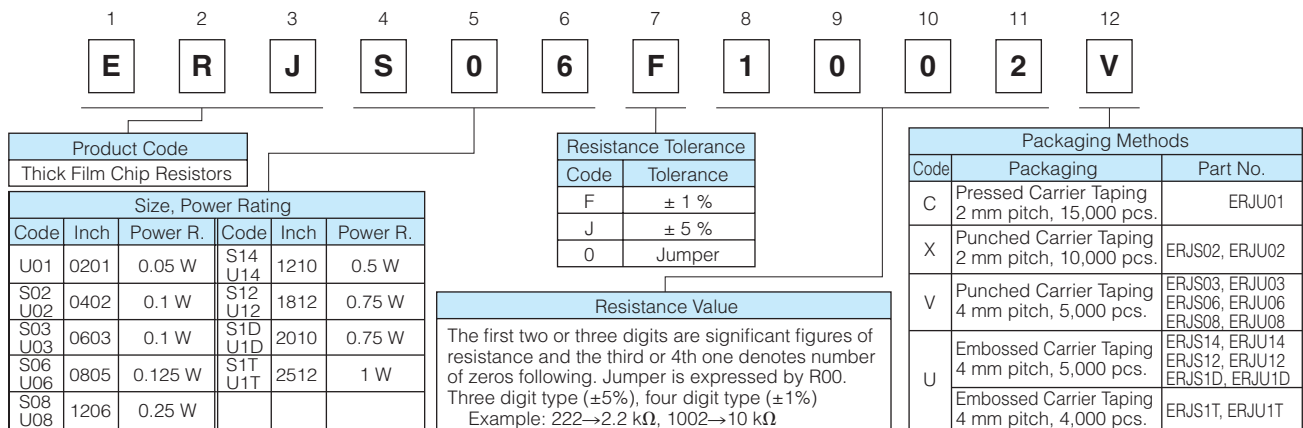 1 2 3 4 5 6 7 8 9 10 11 12
E R J S 0 6 F 1 0 0 2 V
Product Code
Thick Film Chip Resistors
Size, Power Rating
Code Inch Power R. Code Inch Power R.
U01 0201 0.05 W S14 U14 1210 0.5 W
S02 U02 0402 0.1 W S12 U12 1812 0.75 W
S03 U03 0603 0.1 W S1D U1D 2010 0.75 W
S06 U06 0805 0.125 W S1T U1T 2512 1 W
S08 U08 1206 0.25 W
Resistance Tolerance
Code Tolerance
F ± 1 %
J ± 5 %
0 Jumper
Resistance Value
The first two or three digits are significant figures of
resistance and the third or 4th one denotes number
of zeros following. Jumper is expressed by R00.
Three digit type (±5%), four digit type (±1%)
Example: 222→2.2 kΩ, 1002→10 kΩ
Packaging Methods
Code Packaging Part No.
C Pressed Carrier Taping 2 mm pitch, 15,000 pcs. ERJU01
X Punched Carrier Taping 2 mm pitch, 10,000 pcs. ERJS02, ERJU02
V Punched Carrier Taping 4 mm pitch, 5,000 pcs. ERJS03, ERJU03 ERJS06, ERJU06 ERJS08, ERJU08
U Embossed Carrier Taping 4 mm pitch, 5,000 pcs. ERJS14, ERJU14 ERJS12, ERJU12 ERJS1D, ERJU1D
Embossed Carrier Taping 4 mm pitch, 4,000 pcs. ERJS1T, ERJU1T